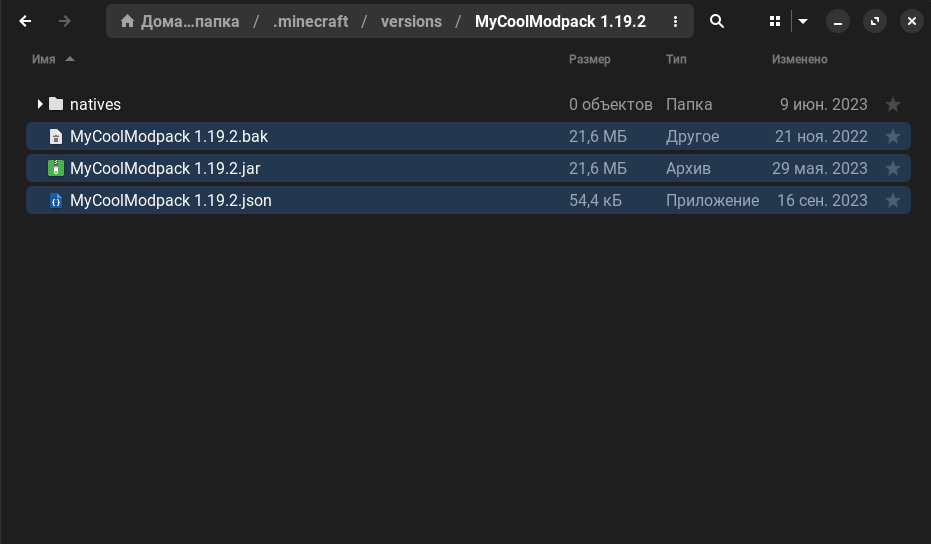 Дома…папка / .minecraft / versions / MyCoolModpack 1.19.2
Имя Размер Тип Изменено
natives 0 объектов Папка 9 июн. 2023
MyCoolModpack 1.19.2.bak 21,6 МБ Другое 21 ноя. 2022
MyCoolModpack 1.19.2.jar 21,6 МБ Архив 29 мая. 2023
MyCoolModpack 1.19.2.json 54,4 кБ Приложение 16 сен. 2023